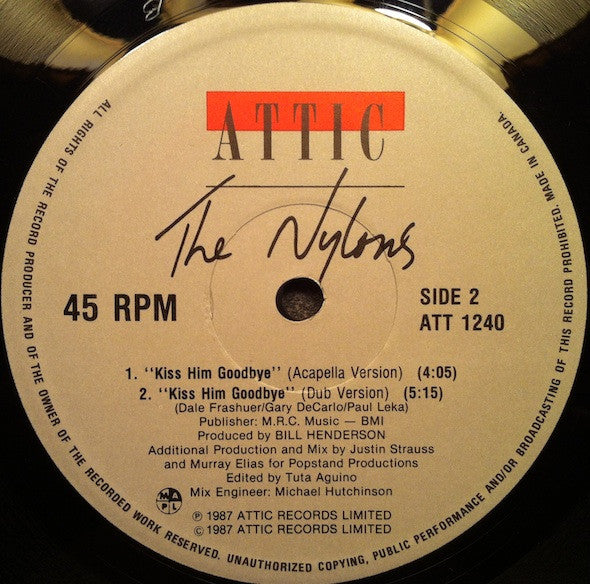 ATTIC
The Nylons
45 RPM
SIDE 2
ATT 1240
1. "Kiss Him Goodbye" (Acapella Version) (4:05)
2. "Kiss Him Goodbye" (Dub Version) (5:15)
(Dale Frashuer/Gary DeCarlo/Paul Leka)
Publisher: M.R.C. Music — BMI
Produced by BILL HENDERSON
Additional Production and Mix by Justin Strauss
and Murray Elias for Popstand Productions
Edited by Tuta Aguino
Mix Engineer: Michael Hutchinson
MAPL
℗ 1987 ATTIC RECORDS LIMITED
© 1987 ATTIC RECORDS LIMITED
ALL RIGHTS OF THE RECORD PRODUCER AND OF THE OWNER OF THE RECORDED WORK RESERVED. UNAUTHORIZED COPYING, PUBLIC PERFORMANCE AND/OR BROADCASTING OF THIS RECORD PROHIBITED. MADE IN CANADA.